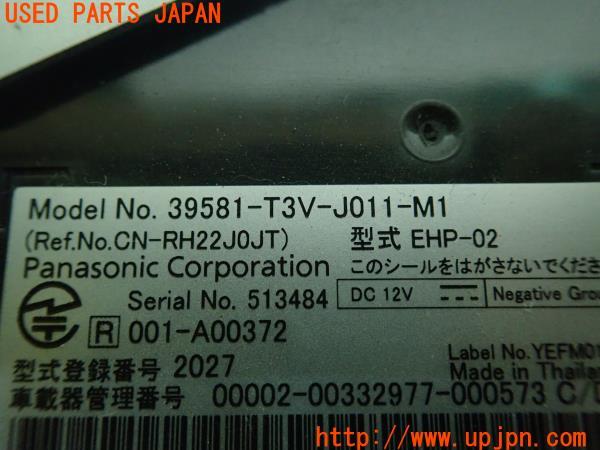 USED PARTS JAPAN
Model No. 39581-T3V-J011-M1
(Ref.No.CN-RH22J0JT) 型式 EHP-02
Panasonic Corporation このシールをはがさないでくださ
Serial No. 513484 DC 12V Negative Grou
R 001-A00372
型式登録番号 2027 Label No.YEFM01
Made in Thailan
車載器管理番号 00002-00332977-000573 C/D
http://www.upjpn.com